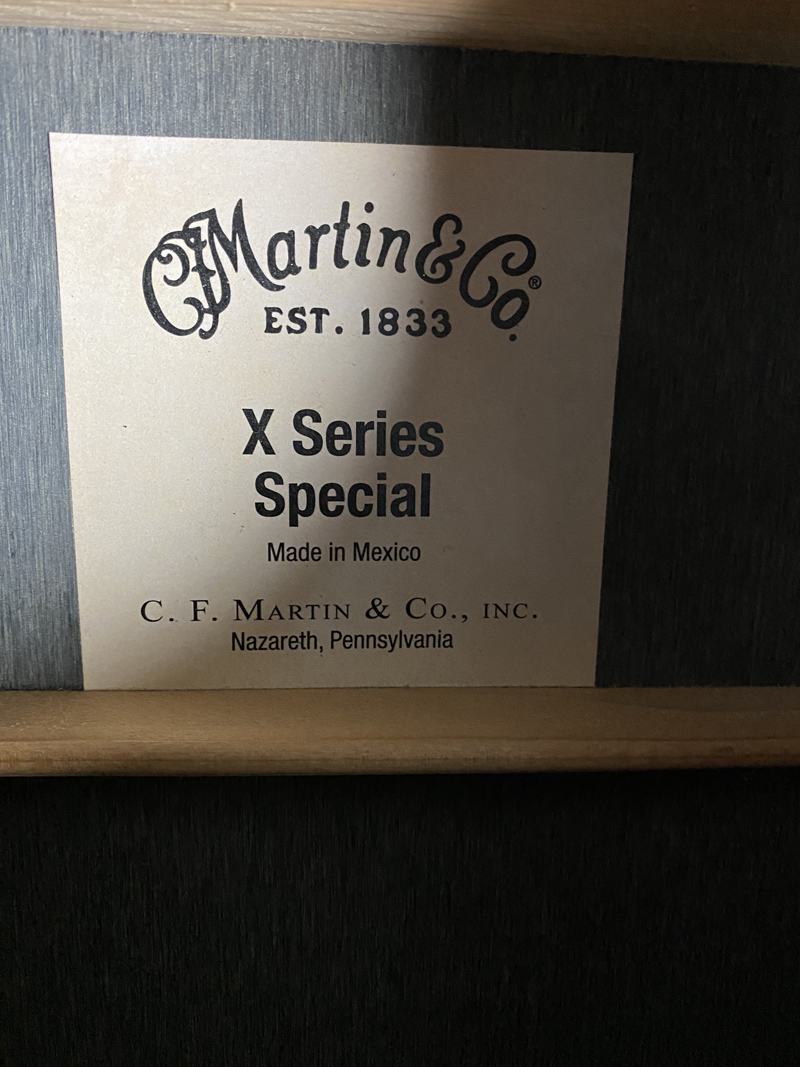 CFMartin & Co.®
EST. 1833
X Series
Special
Made in Mexico
C. F. MARTIN & CO., INC.
Nazareth, Pennsylvania